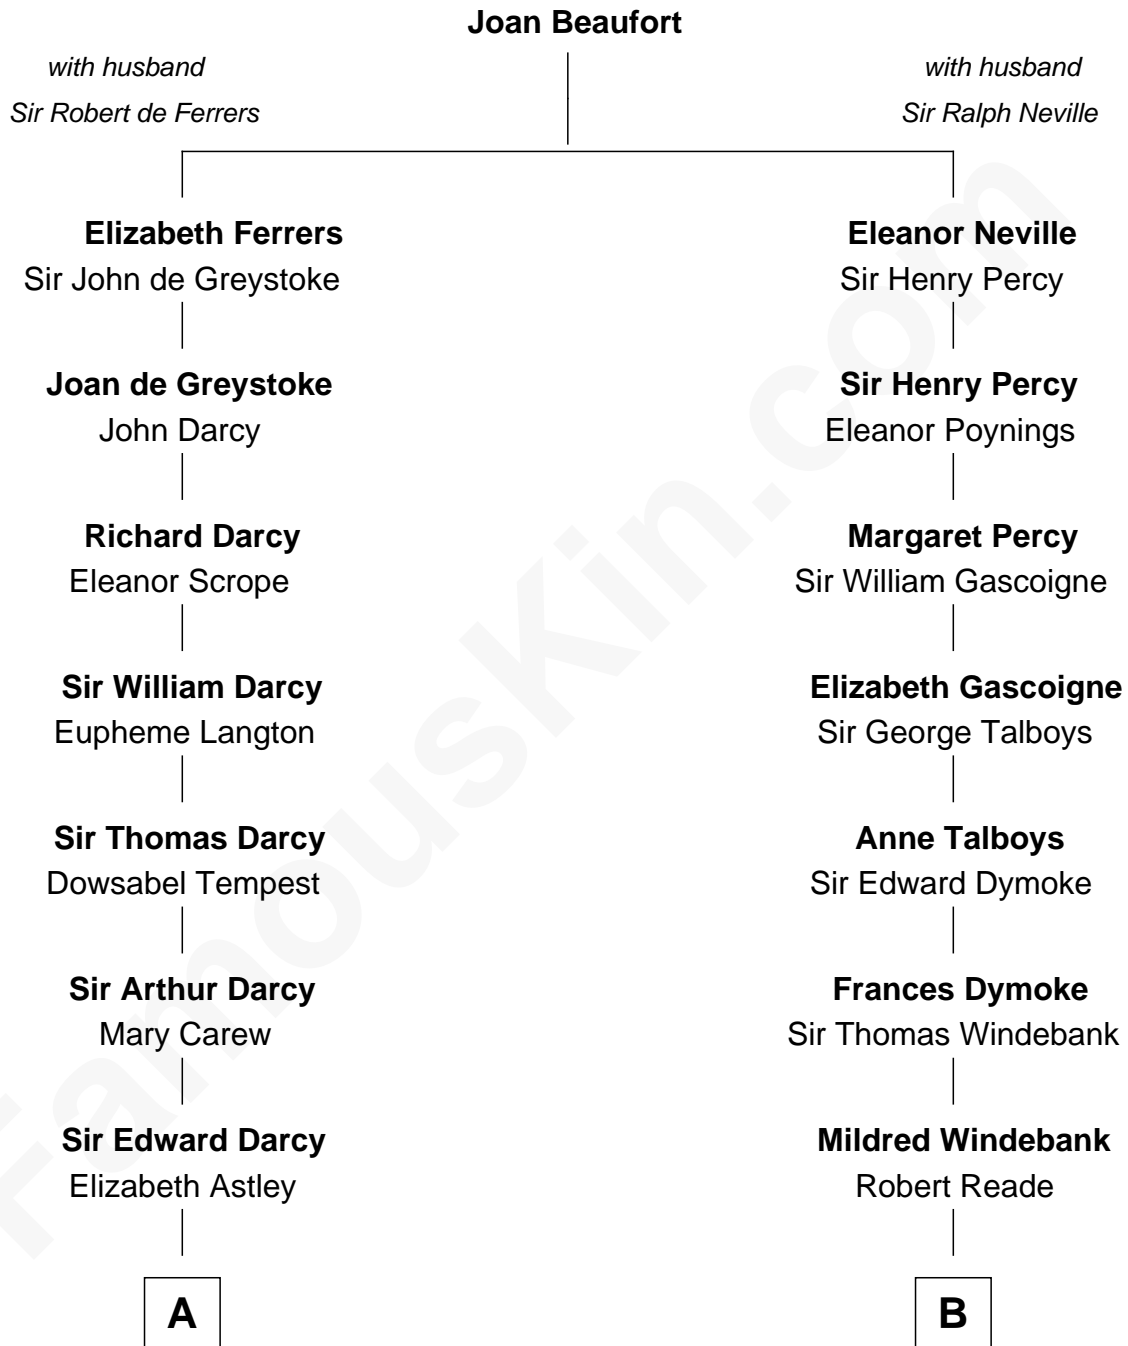 Joan Beaufort
with husband
Sir Robert de Ferrers
with husband
Sir Ralph Neville
Elizabeth Ferrers
Sir John de Greystoke
Eleanor Neville
Sir Henry Percy
Joan de Greystoke
John Darcy
Sir Henry Percy
Eleanor Poynings
Richard Darcy
Eleanor Scrope
Margaret Percy
Sir William Gascoigne
Sir William Darcy
Eupheme Langton
Elizabeth Gascoigne
Sir George Talboys
Sir Thomas Darcy
Dowsabel Tempest
Anne Talboys
Sir Edward Dymoke
Sir Arthur Darcy
Mary Carew
Frances Dymoke
Sir Thomas Windebank
Sir Edward Darcy
Elizabeth Astley
Mildred Windebank
Robert Reade
A
B
FamousKin.com